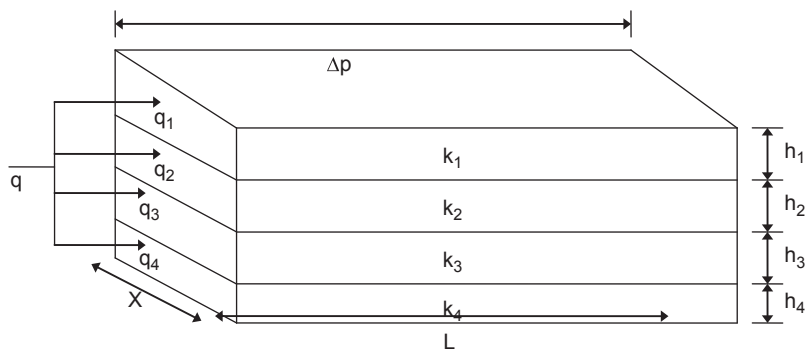 Δp
q₁
k₁
h₁
q
q₂
k₂
h₂
q₃
k₃
h₃
q₄
X
k₄
h₄
L